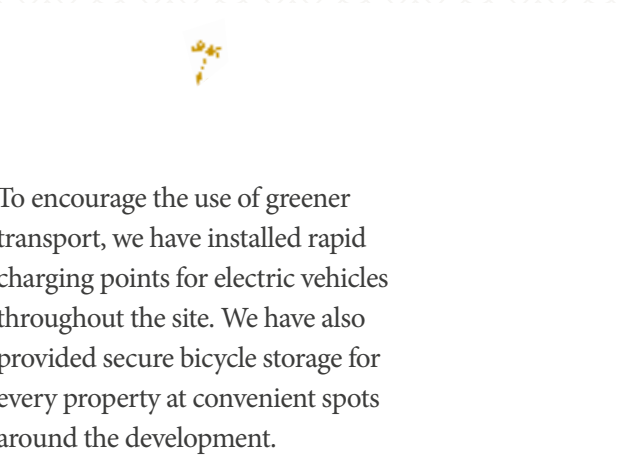 To encourage the use of greener
transport, we have installed rapid
charging points for electric vehicles
throughout the site. We have also
provided secure bicycle storage for
every property at convenient spots
around the development.